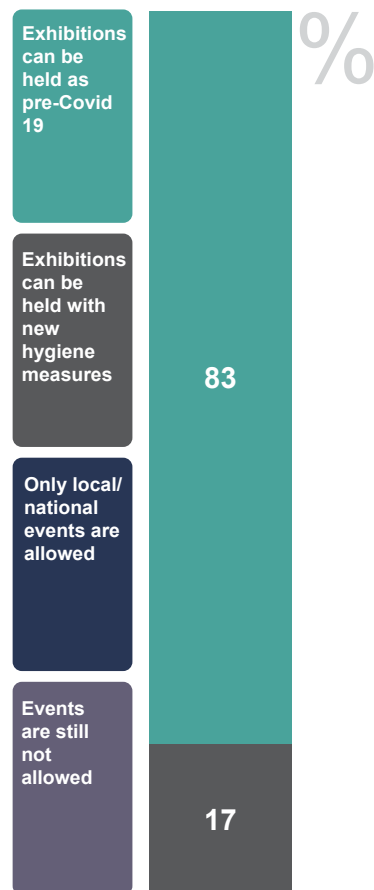 Exhibitions
can be
held as
pre-Covid
19
%
Exhibitions
can be
held with
new
hygiene
measures
83
Only local/
national
events are
allowed
Events
are still
not
allowed
17